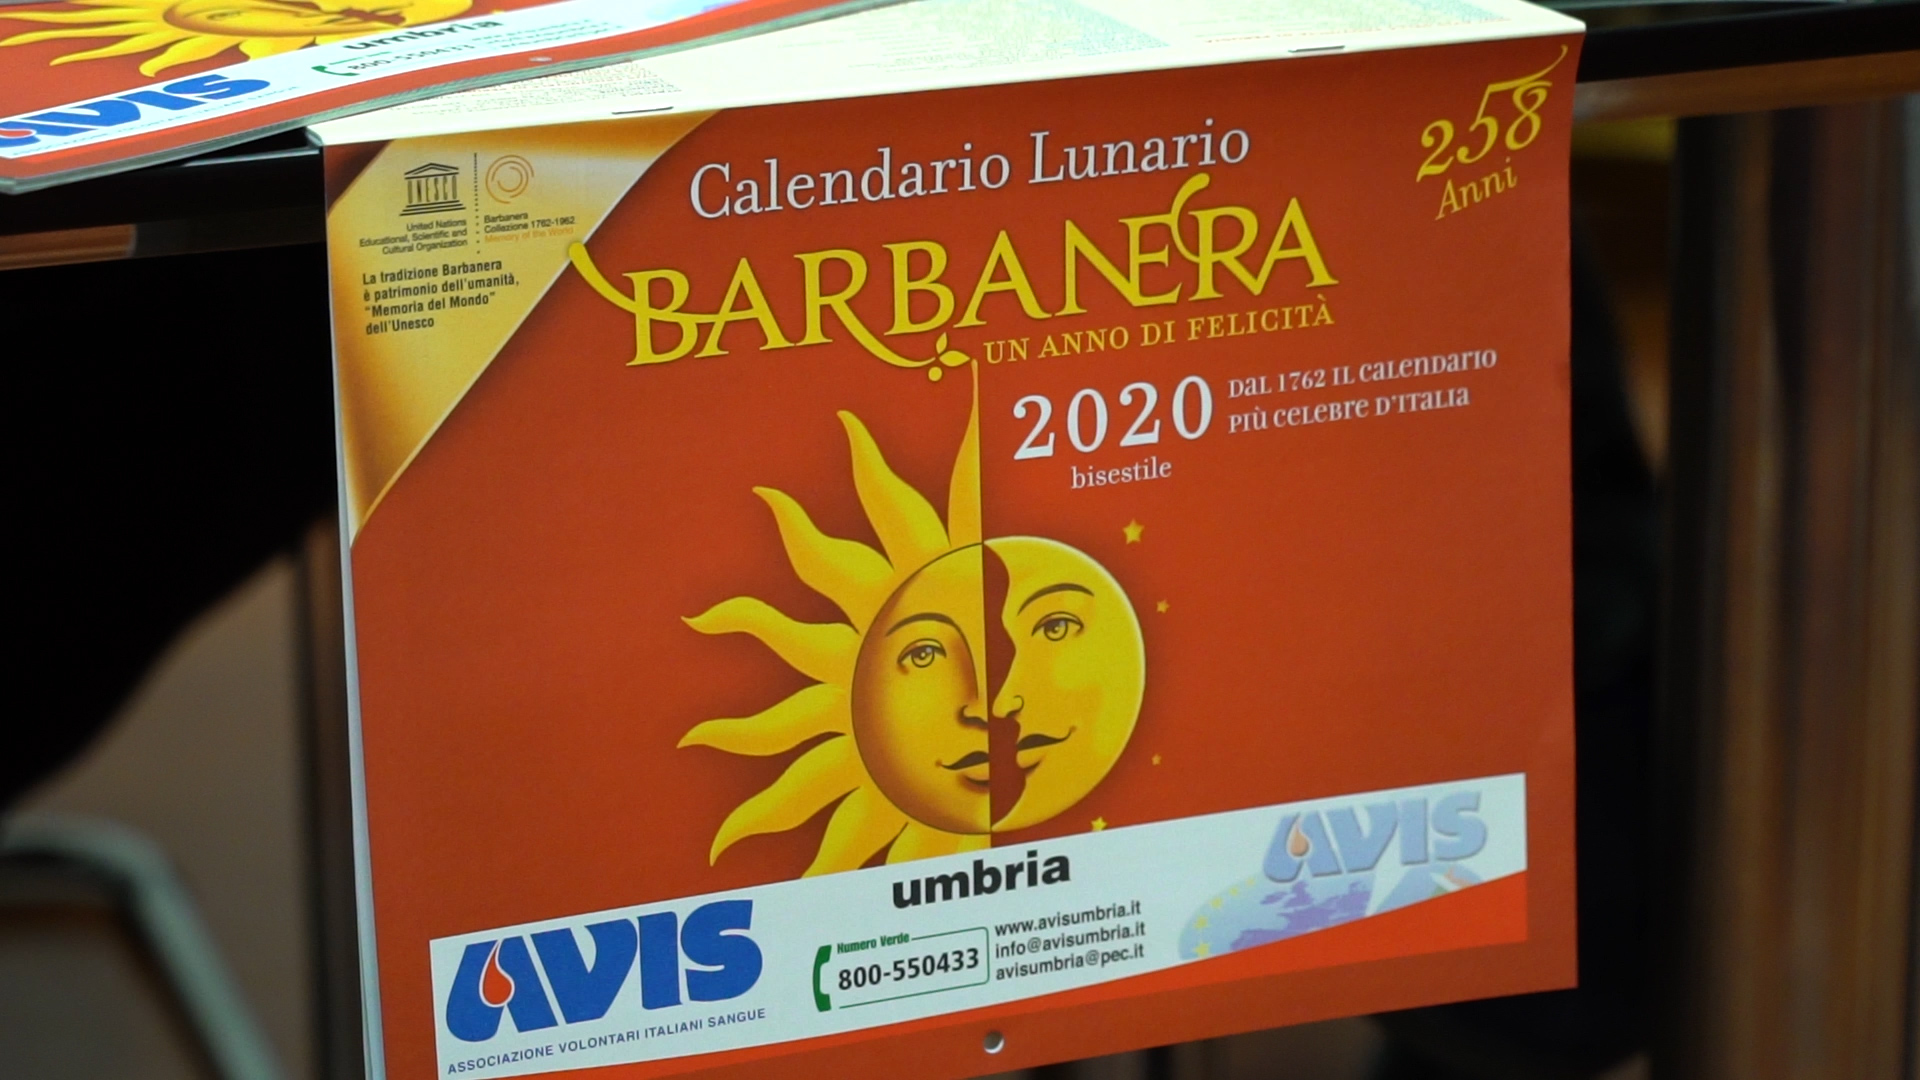 umbria
800-550433
AVIS
UNESCO
United Nations
Educational, Scientific and
Cultural Organization
Barbanera
Collezione 1762-1962
Memory of the World
La tradizione Barbanera
è patrimonio dell'umanità,
"Memoria del Mondo"
dell'Unesco
Calendario Lunario
258
Anni
BARBANERA
UN ANNO DI FELICITÀ
2020
bisestile
DAL 1762 IL CALENDARIO
PIÙ CELEBRE D'ITALIA
umbria
AVIS
AVIS
ASSOCIAZIONE VOLONTARI ITALIANI SANGUE
Numero Verde
800-550433
www.avisumbria.it
info@avisumbria.it
avisumbria@pec.it